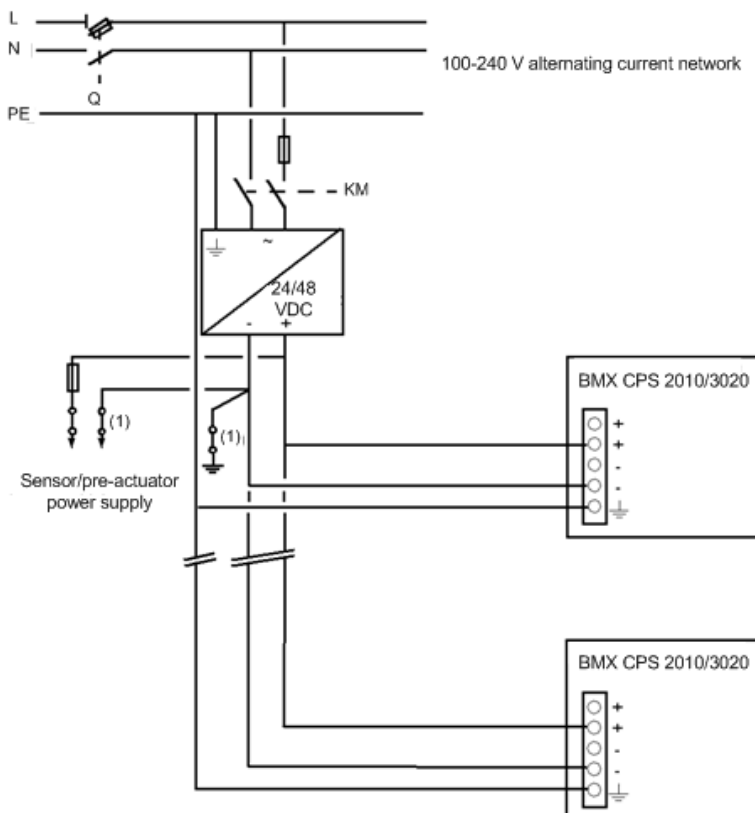 L
N
100-240 V alternating current network
Q
PE
KM
~
24/48
VDC
- +
BMX CPS 2010/3020
+
+
-
-
(1)
(1)
Sensor/pre-actuator
power supply
BMX CPS 2010/3020
+
+
-
-